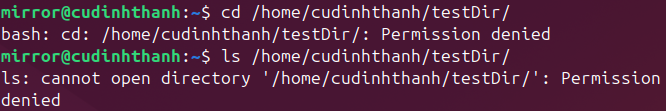 mirror@cudinhthanh:~$ cd /home/cudinhthanh/testDir/
bash: cd: /home/cudinhthanh/testDir/: Permission denied
mirror@cudinhthanh:~$ ls /home/cudinhthanh/testDir/
ls: cannot open directory '/home/cudinhthanh/testDir/': Permission
denied